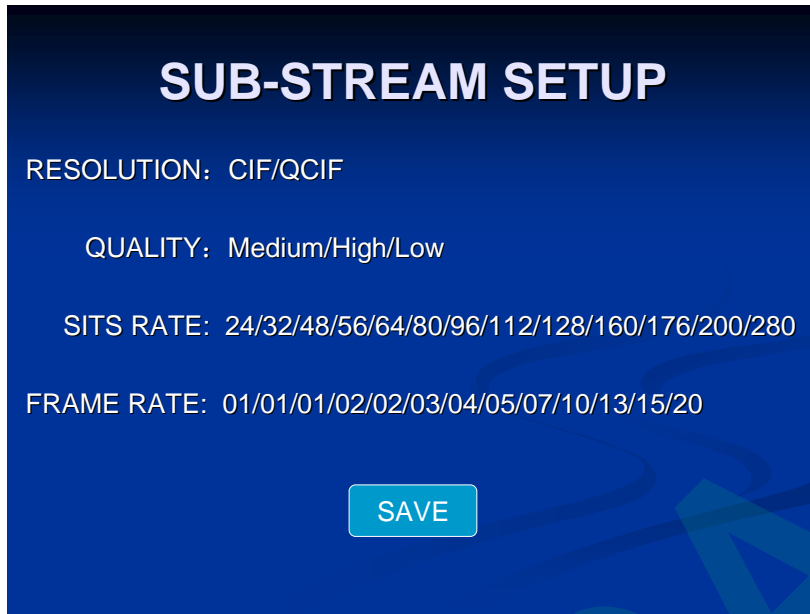 SUB-STREAM SETUP
RESOLUTION：CIF/QCIF
QUALITY：Medium/High/Low
SITS RATE: 24/32/48/56/64/80/96/112/128/160/176/200/280
FRAME RATE: 01/01/01/02/02/03/04/05/07/10/13/15/20
SAVE